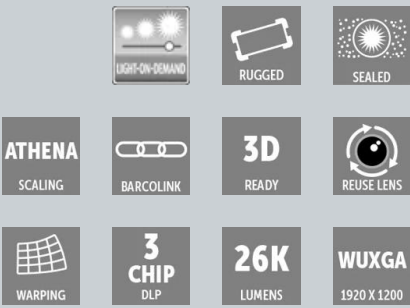 LIGHT-ON-DEMAND
RUGGED
SEALED
ATHENA
SCALING
BARCOLINK
3D
READY
REUSE LENS
WARPING
3
CHIP
DLP
26K
LUMENS
WUXGA
1920 X 1200